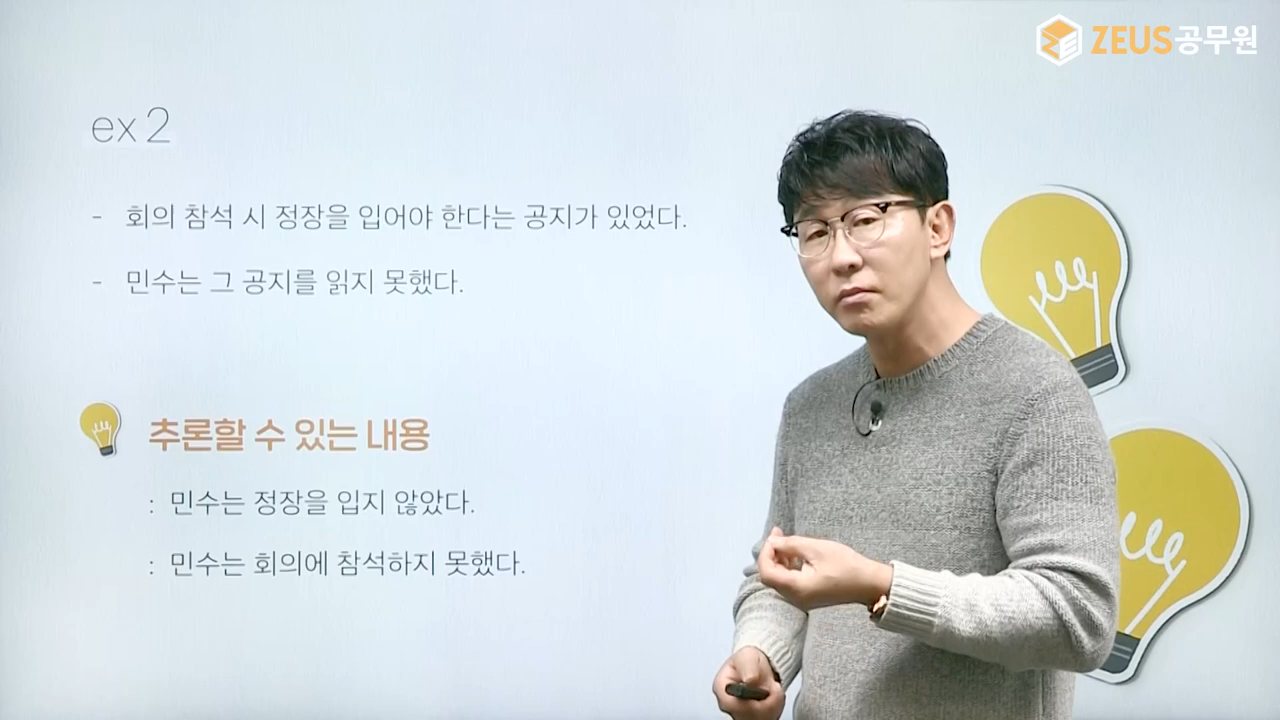 ZEUS공무원
ex 2
- 회의 참석 시 정장을 입어야 한다는 공지가 있었다.
- 민수는 그 공지를 읽지 못했다.
추론할 수 있는 내용
: 민수는 정장을 입지 않았다.
: 민수는 회의에 참석하지 못했다.